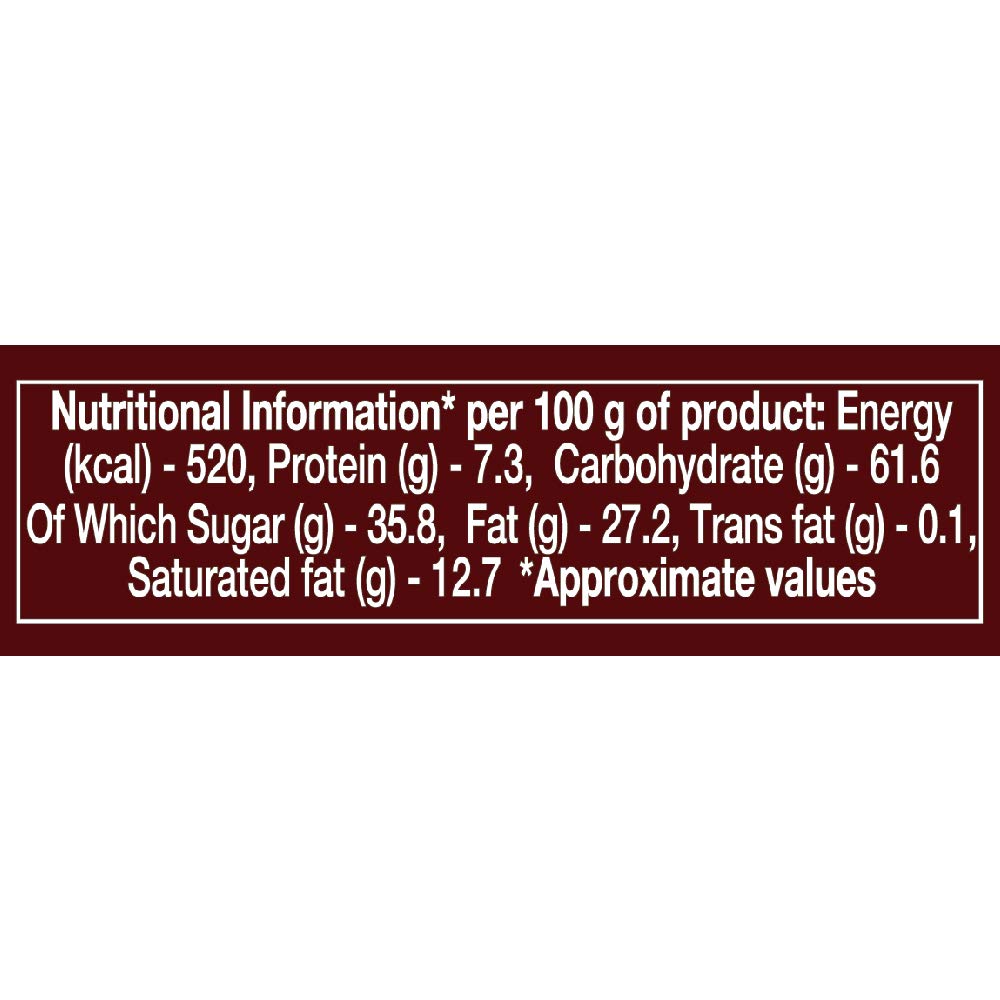 Nutritional Information* per 100 g of product: Energy
(kcal) - 520, Protein (g) - 7.3, Carbohydrate (g) - 61.6
Of Which Sugar (g) - 35.8, Fat (g) - 27.2, Trans fat (g) - 0.1,
Saturated fat (g) - 12.7 *Approximate values